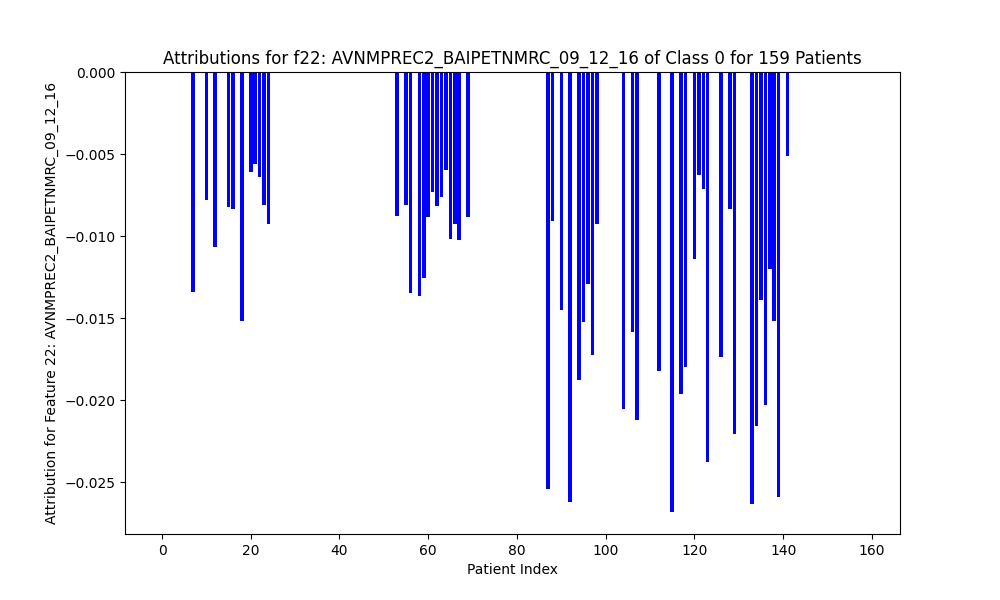 Attributions for f22: AVNMPREC2_BAIPETNMRC_09_12_16 of Class 0 for 159 Patients
Attribution for Feature 22: AVNMPREC2_BAIPETNMRC_09_12_16
0.000
−0.005
−0.010
−0.015
−0.020
−0.025
0 20 40 60 80 100 120 140 160
Patient Index